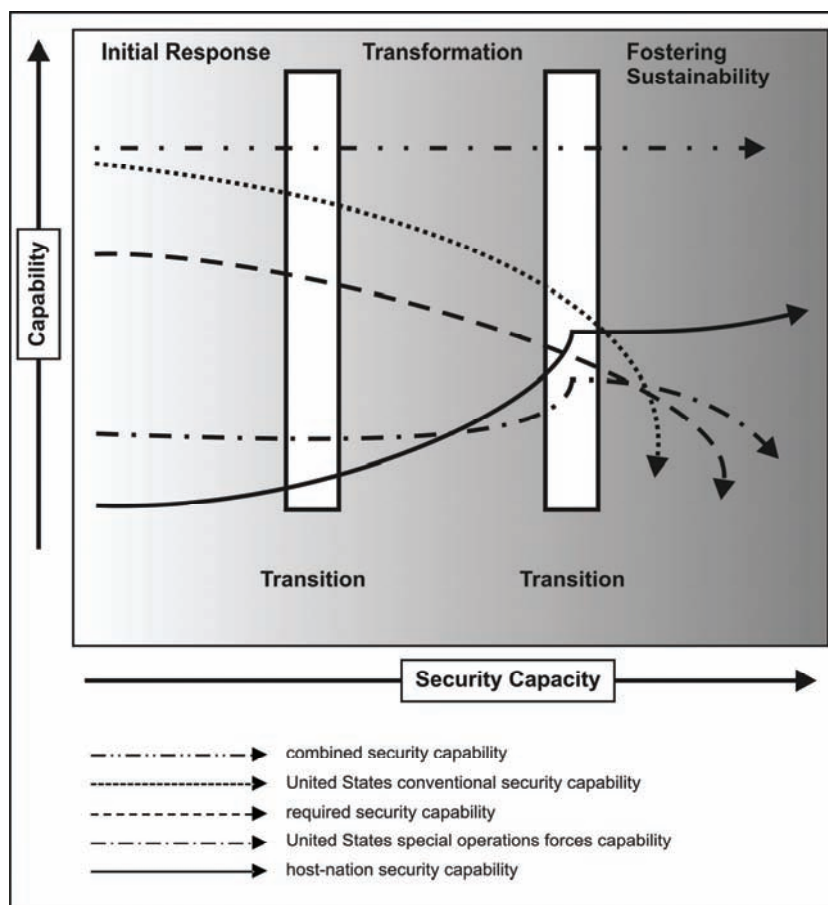 Initial Response
Transformation
Fostering
Sustainability
Capability
Transition
Transition
Security Capacity
combined security capability
United States conventional security capability
required security capability
United States special operations forces capability
host-nation security capability